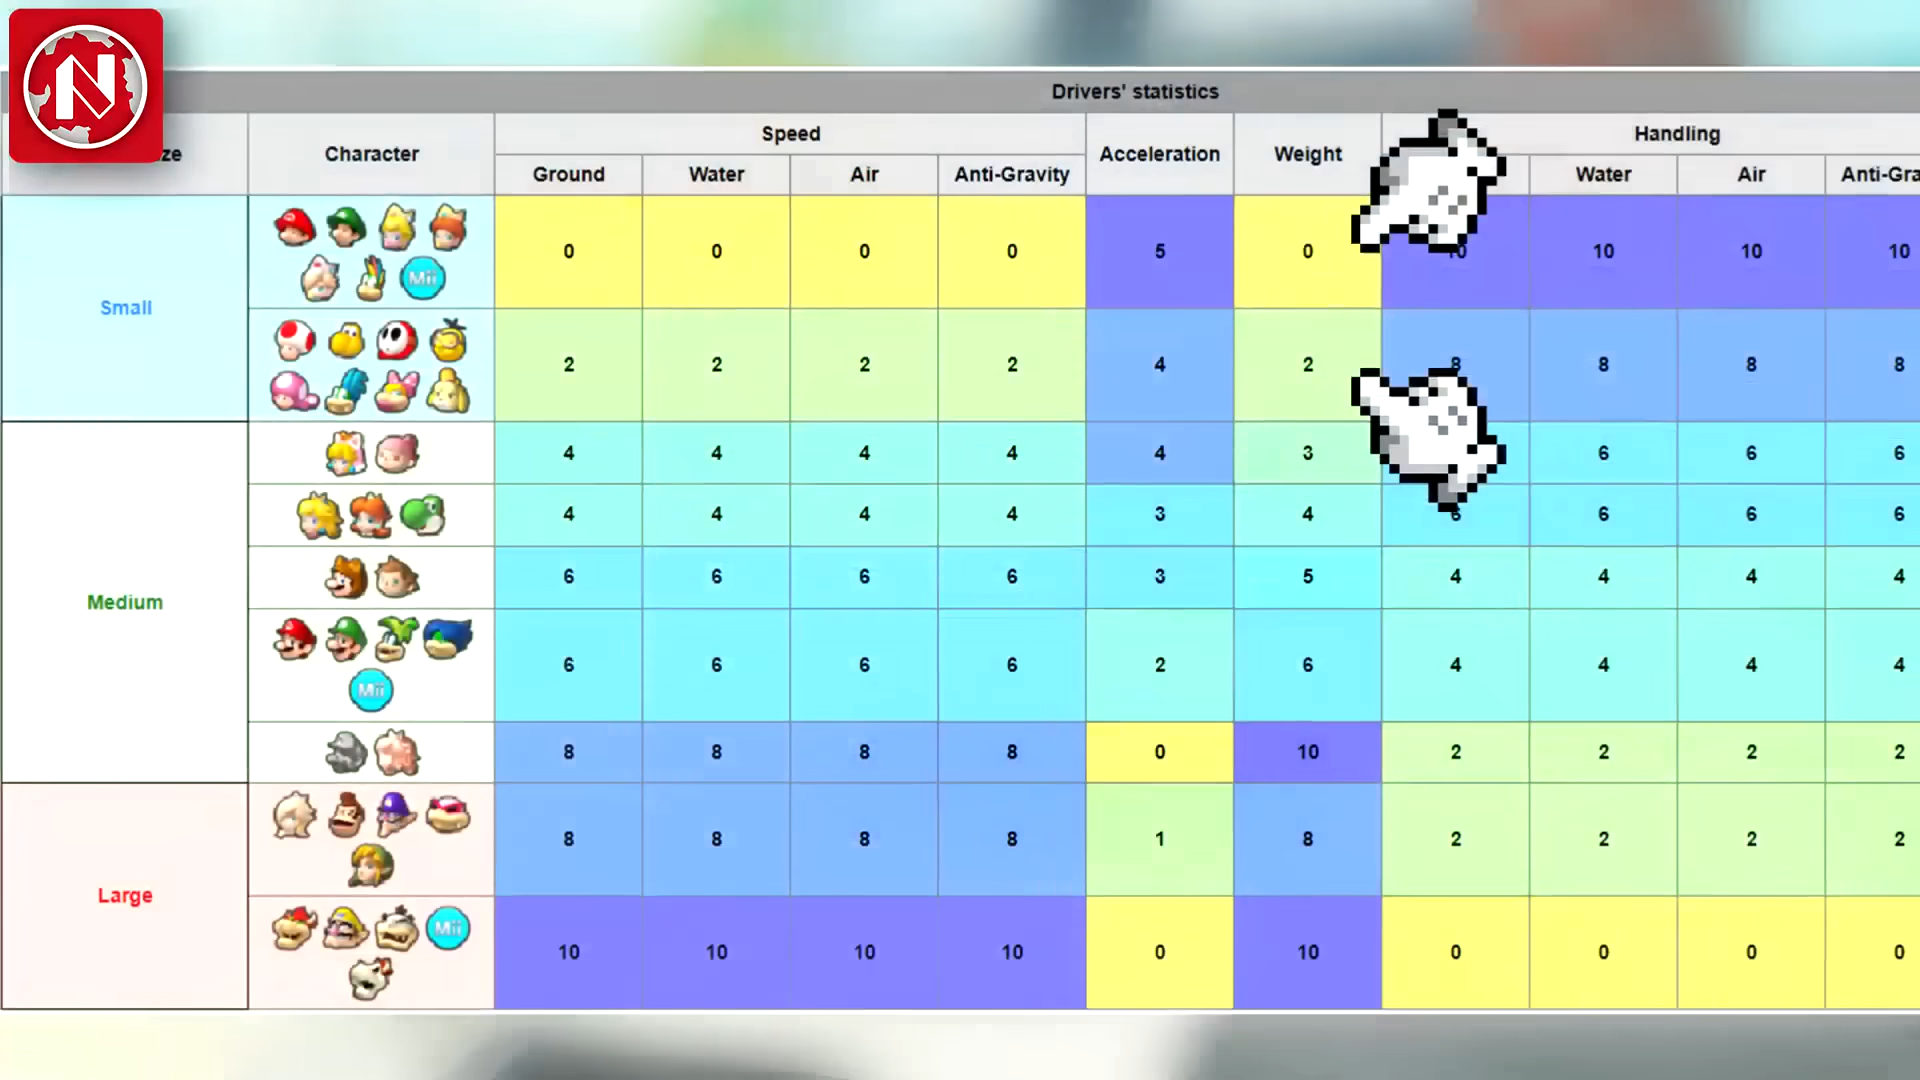 N
Drivers' statistics
ze Character Speed Acceleration Weight Handling
Ground Water Air Anti-Gravity Water Air Anti-Gra
Small
Mii
0 0 0 0 5 0 10 10 10 10
2 2 2 2 4 2 8 8 8 8
Medium
4 4 4 4 4 3 6 6 6
4 4 4 4 3 4 6 6 6 6
6 6 6 6 3 5 4 4 4 4
Mii
6 6 6 6 2 6 4 4 4 4
8 8 8 8 0 10 2 2 2 2
Large
8 8 8 8 1 8 2 2 2 2
Mii
10 10 10 10 0 10 0 0 0 0